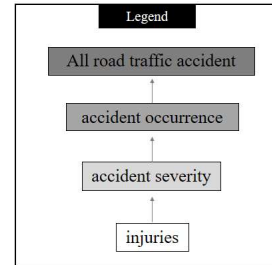 Legend
All road traffic accident
accident occurrence
accident severity
injuries